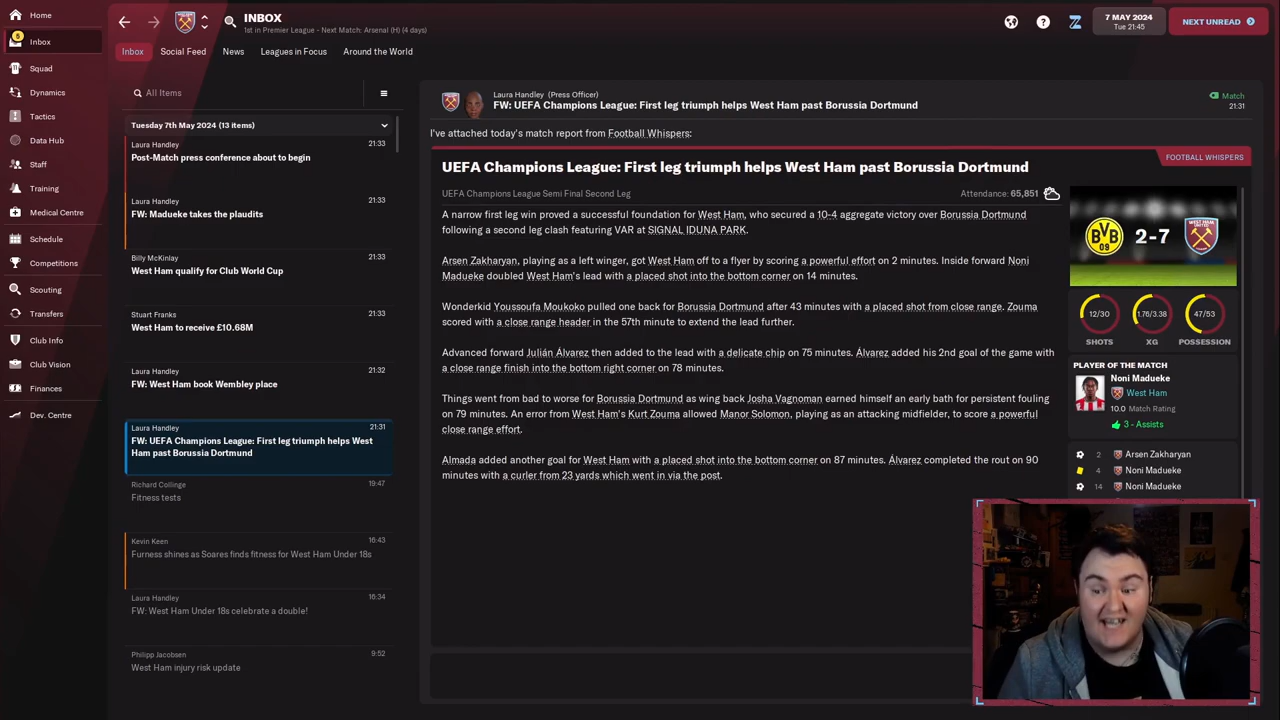 Home
Inbox
Squad
Dynamics
Tactics
Data Hub
Staff
Training
Medical Centre
Schedule
Competitions
Scouting
Transfers
Club Info
Club Vision
Finances
Dev. Centre
5
INBOX
1st in Premier League - Next Match: Arsenal (H) (4 days)
7 MAY 2024
Tue 21:45
NEXT UNREAD
Inbox
Social Feed
News
Leagues in Focus
Around the World
All Items
Tuesday 7th May 2024 (13 items)
Laura Handley 21:33
Post-Match press conference about to begin
Laura Handley 21:33
FW: Madueke takes the plaudits
Billy McKinlay 21:33
West Ham qualify for Club World Cup
Stuart Franks 21:33
West Ham to receive £10.68M
Laura Handley 21:32
FW: West Ham book Wembley place
Laura Handley 21:31
FW: UEFA Champions League: First leg triumph helps West
Ham past Borussia Dortmund
Richard Collinge 19:47
Fitness tests
Kevin Keen 16:43
Furness shines as Soares finds fitness for West Ham Under 18s
Laura Handley 16:34
FW: West Ham Under 18s celebrate a double!
Philipp Jacobsen 9:52
West Ham injury risk update
Laura Handley (Press Officer)
FW: UEFA Champions League: First leg triumph helps West Ham past Borussia Dortmund
Match
21:31
I've attached today's match report from Football Whispers:
FOOTBALL WHISPERS
UEFA Champions League: First leg triumph helps West Ham past Borussia Dortmund
UEFA Champions League Semi Final Second Leg
Attendance: 65,851
A narrow first leg win proved a successful foundation for West Ham, who secured a 10-4 aggregate victory over Borussia Dortmund
following a second leg clash featuring VAR at SIGNAL IDUNA PARK.
Arsen Zakharyan, playing as a left winger, got West Ham off to a flyer by scoring a powerful effort on 2 minutes. Inside forward Noni
Madueke doubled West Ham's lead with a placed shot into the bottom corner on 14 minutes.
Wonderkid Youssoufa Moukoko pulled one back for Borussia Dortmund after 43 minutes with a placed shot from close range. Zouma
scored with a close range header in the 57th minute to extend the lead further.
Advanced forward Julián Álvarez then added to the lead with a delicate chip on 75 minutes. Álvarez added his 2nd goal of the game with
a close range finish into the bottom right corner on 78 minutes.
Things went from bad to worse for Borussia Dortmund as wing back Josha Vagnoman earned himself an early bath for persistent fouling
on 79 minutes. An error from West Ham's Kurt Zouma allowed Manor Solomon, playing as an attacking midfielder, to score a powerful
close range effort.
Almada added another goal for West Ham with a placed shot into the bottom corner on 87 minutes. Álvarez completed the rout on 90
minutes with a curler from 23 yards which went in via the post.
BVB
09
2-7
WEST HAM
UNITED
12/30
1.76/3.38
47/53
SHOTS
XG
POSSESSION
PLAYER OF THE MATCH
Noni Madueke
West Ham
10.0 Match Rating
3 - Assists
2 Arsen Zakharyan
4 Noni Madueke
14 Noni Madueke